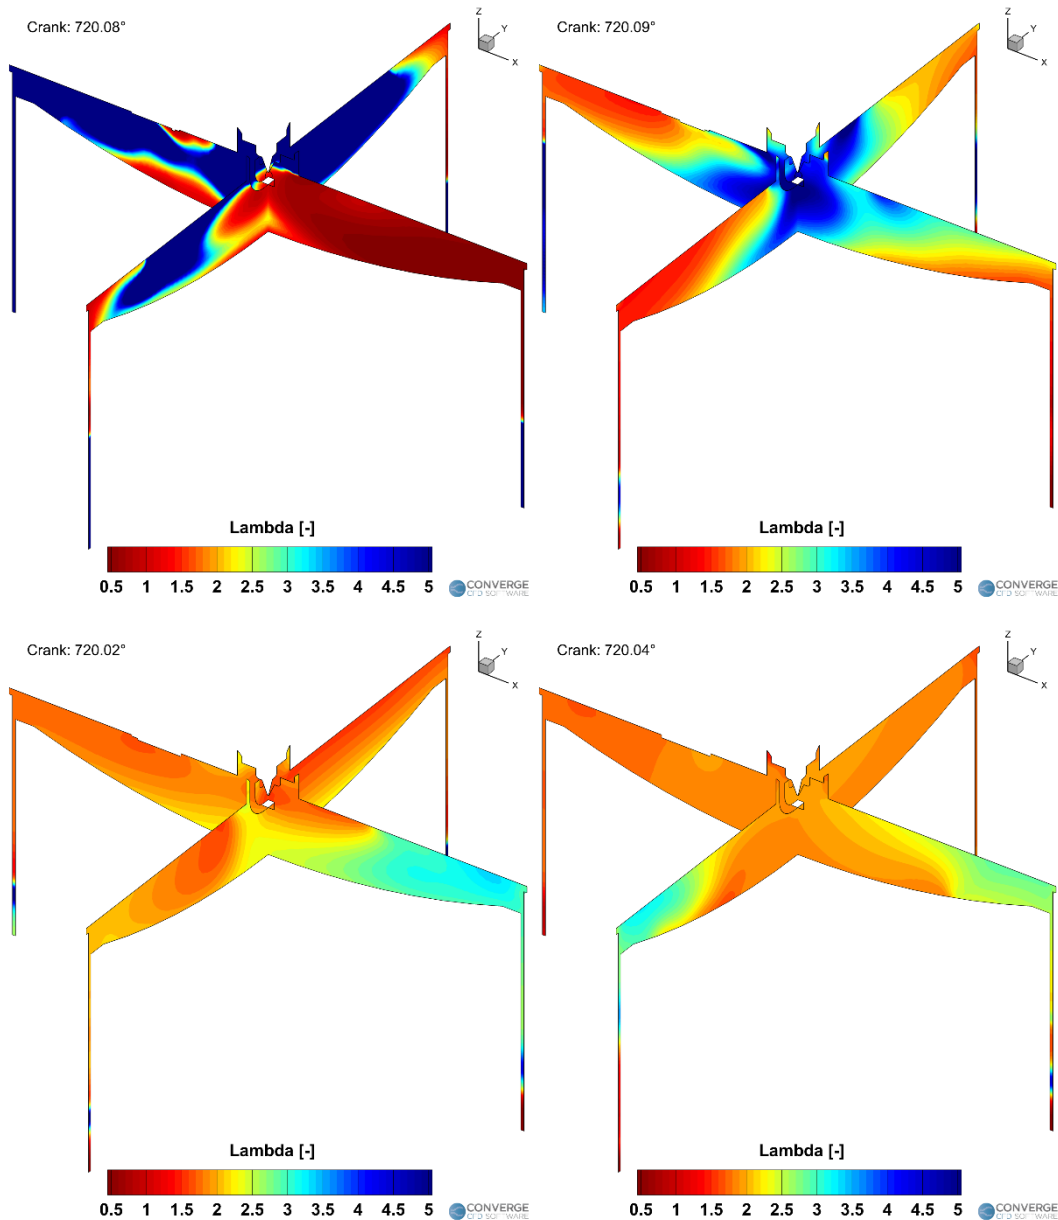 Crank: 720.08°
Z
Y
X
Lambda [-]
0.5 1 1.5 2 2.5 3 3.5 4 4.5 5
CONVERGE
CFD SOFTWARE
Crank: 720.09°
Z
Y
X
Lambda [-]
0.5 1 1.5 2 2.5 3 3.5 4 4.5 5
CONVERGE
CFD SOFTWARE
Crank: 720.02°
Z
Y
X
Lambda [-]
0.5 1 1.5 2 2.5 3 3.5 4 4.5 5
CONVERGE
CFD SOFTWARE
Crank: 720.04°
Z
Y
X
Lambda [-]
0.5 1 1.5 2 2.5 3 3.5 4 4.5 5
CONVERGE
CFD SOFTWARE